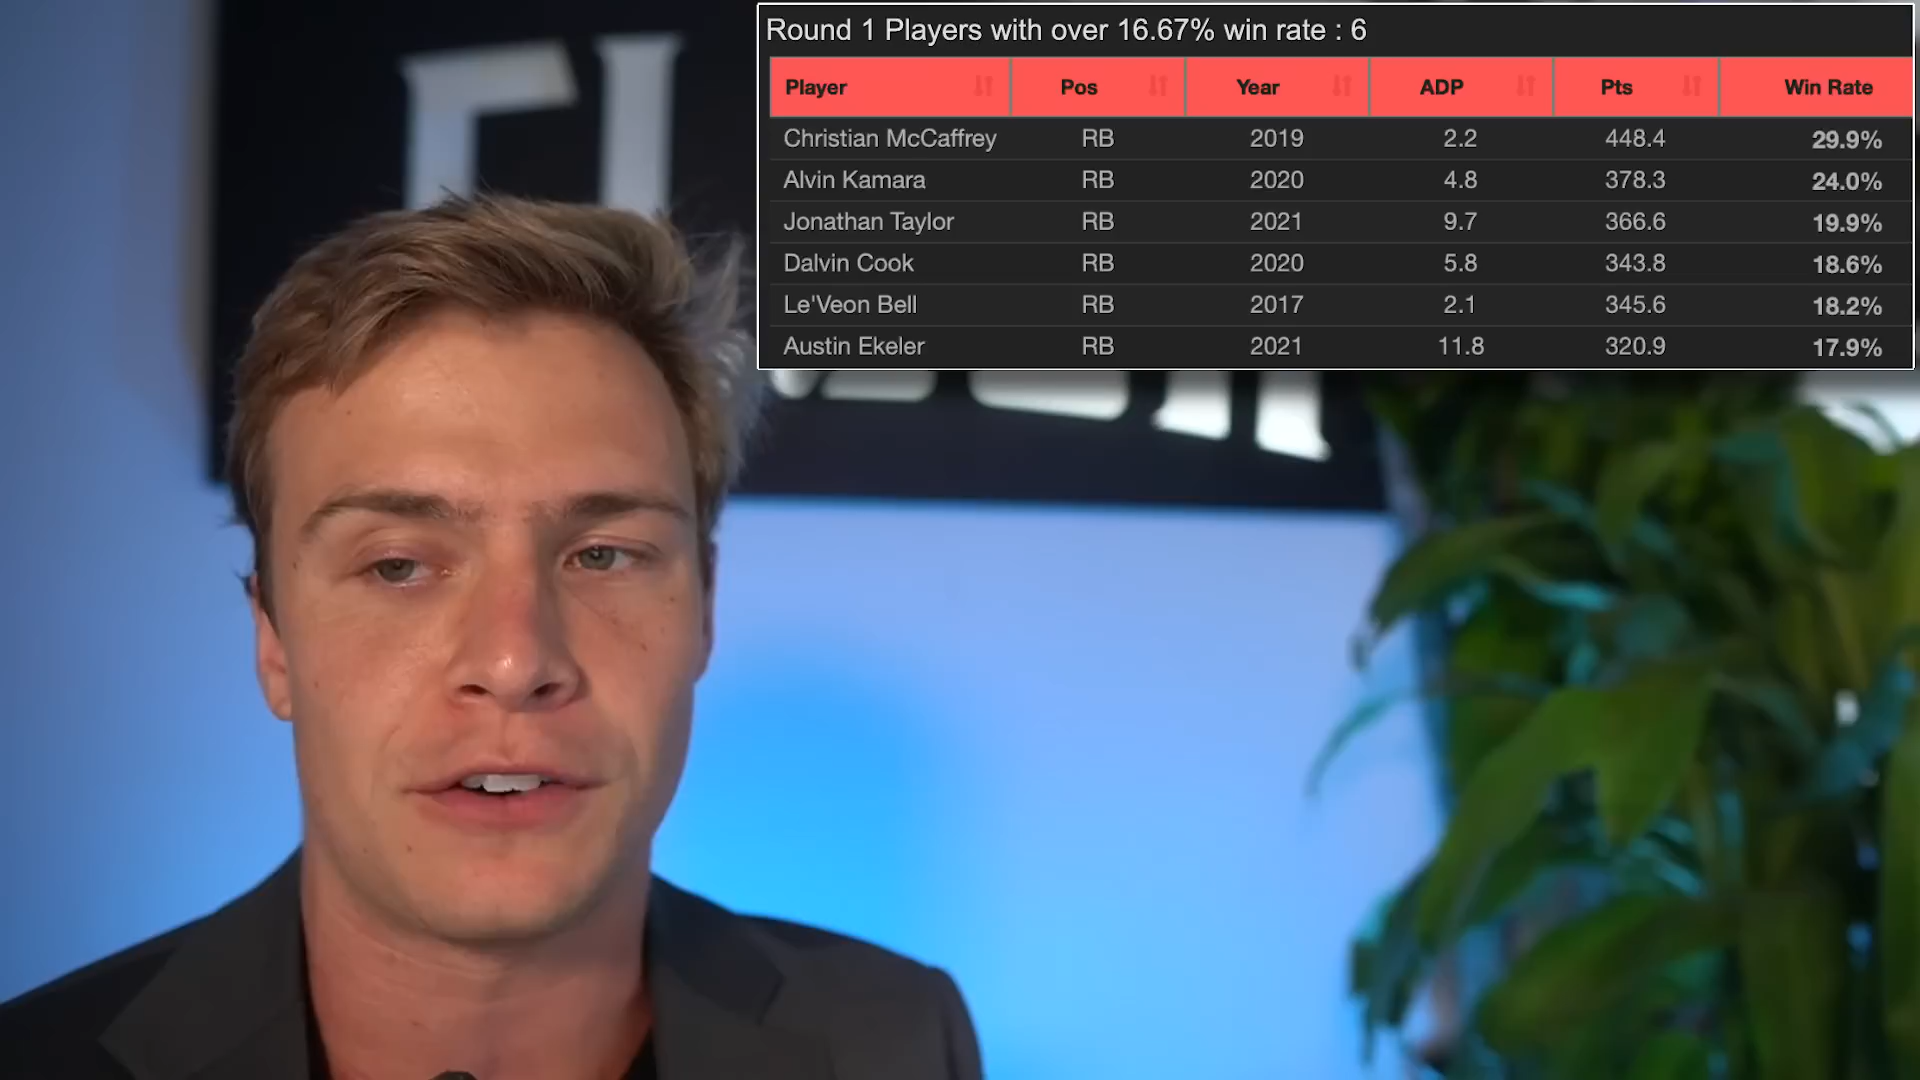 Round 1 Players with over 16.67% win rate : 6
Player Pos Year ADP Pts Win Rate
Christian McCaffrey RB 2019 2.2 448.4 29.9%
Alvin Kamara RB 2020 4.8 378.3 24.0%
Jonathan Taylor RB 2021 9.7 366.6 19.9%
Dalvin Cook RB 2020 5.8 343.8 18.6%
Le'Veon Bell RB 2017 2.1 345.6 18.2%
Austin Ekeler RB 2021 11.8 320.9 17.9%